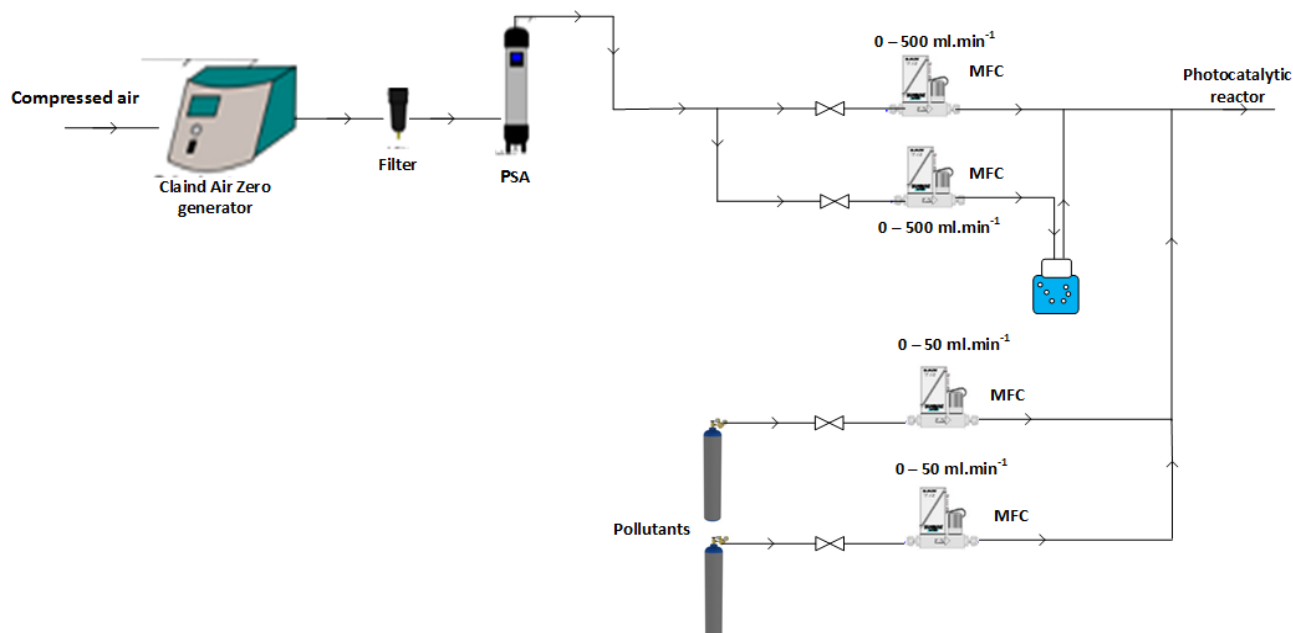 Compressed air
Claind Air Zero
generator
Filter
PSA
0 – 500 ml.min⁻¹
MFC
Photocatalytic
reactor
MFC
0 – 500 ml.min⁻¹
0 – 50 ml.min⁻¹
MFC
0 – 50 ml.min⁻¹
MFC
Pollutants